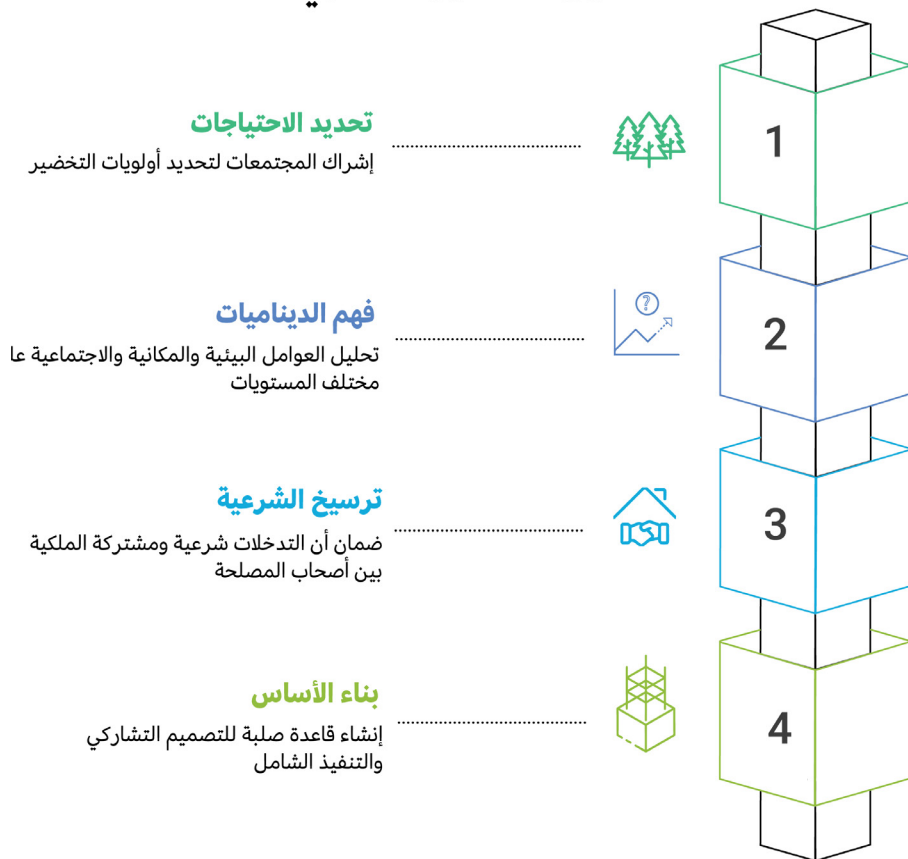 1
تحديد الاحتياجات
إشراك المجتمعات لتحديد أولويات التخضير
2
فهم الديناميات
تحليل العوامل البيئية والمكانية والاجتماعية
مختلف المستويات
3
ترسيخ الشرعية
ضمان أن التدخلات شرعية ومشتركة الملكية
بين أصحاب المصلحة
4
بناء الأساس
إنشاء قاعدة صلبة للتصميم التشاركي
والتنفيذ الشامل